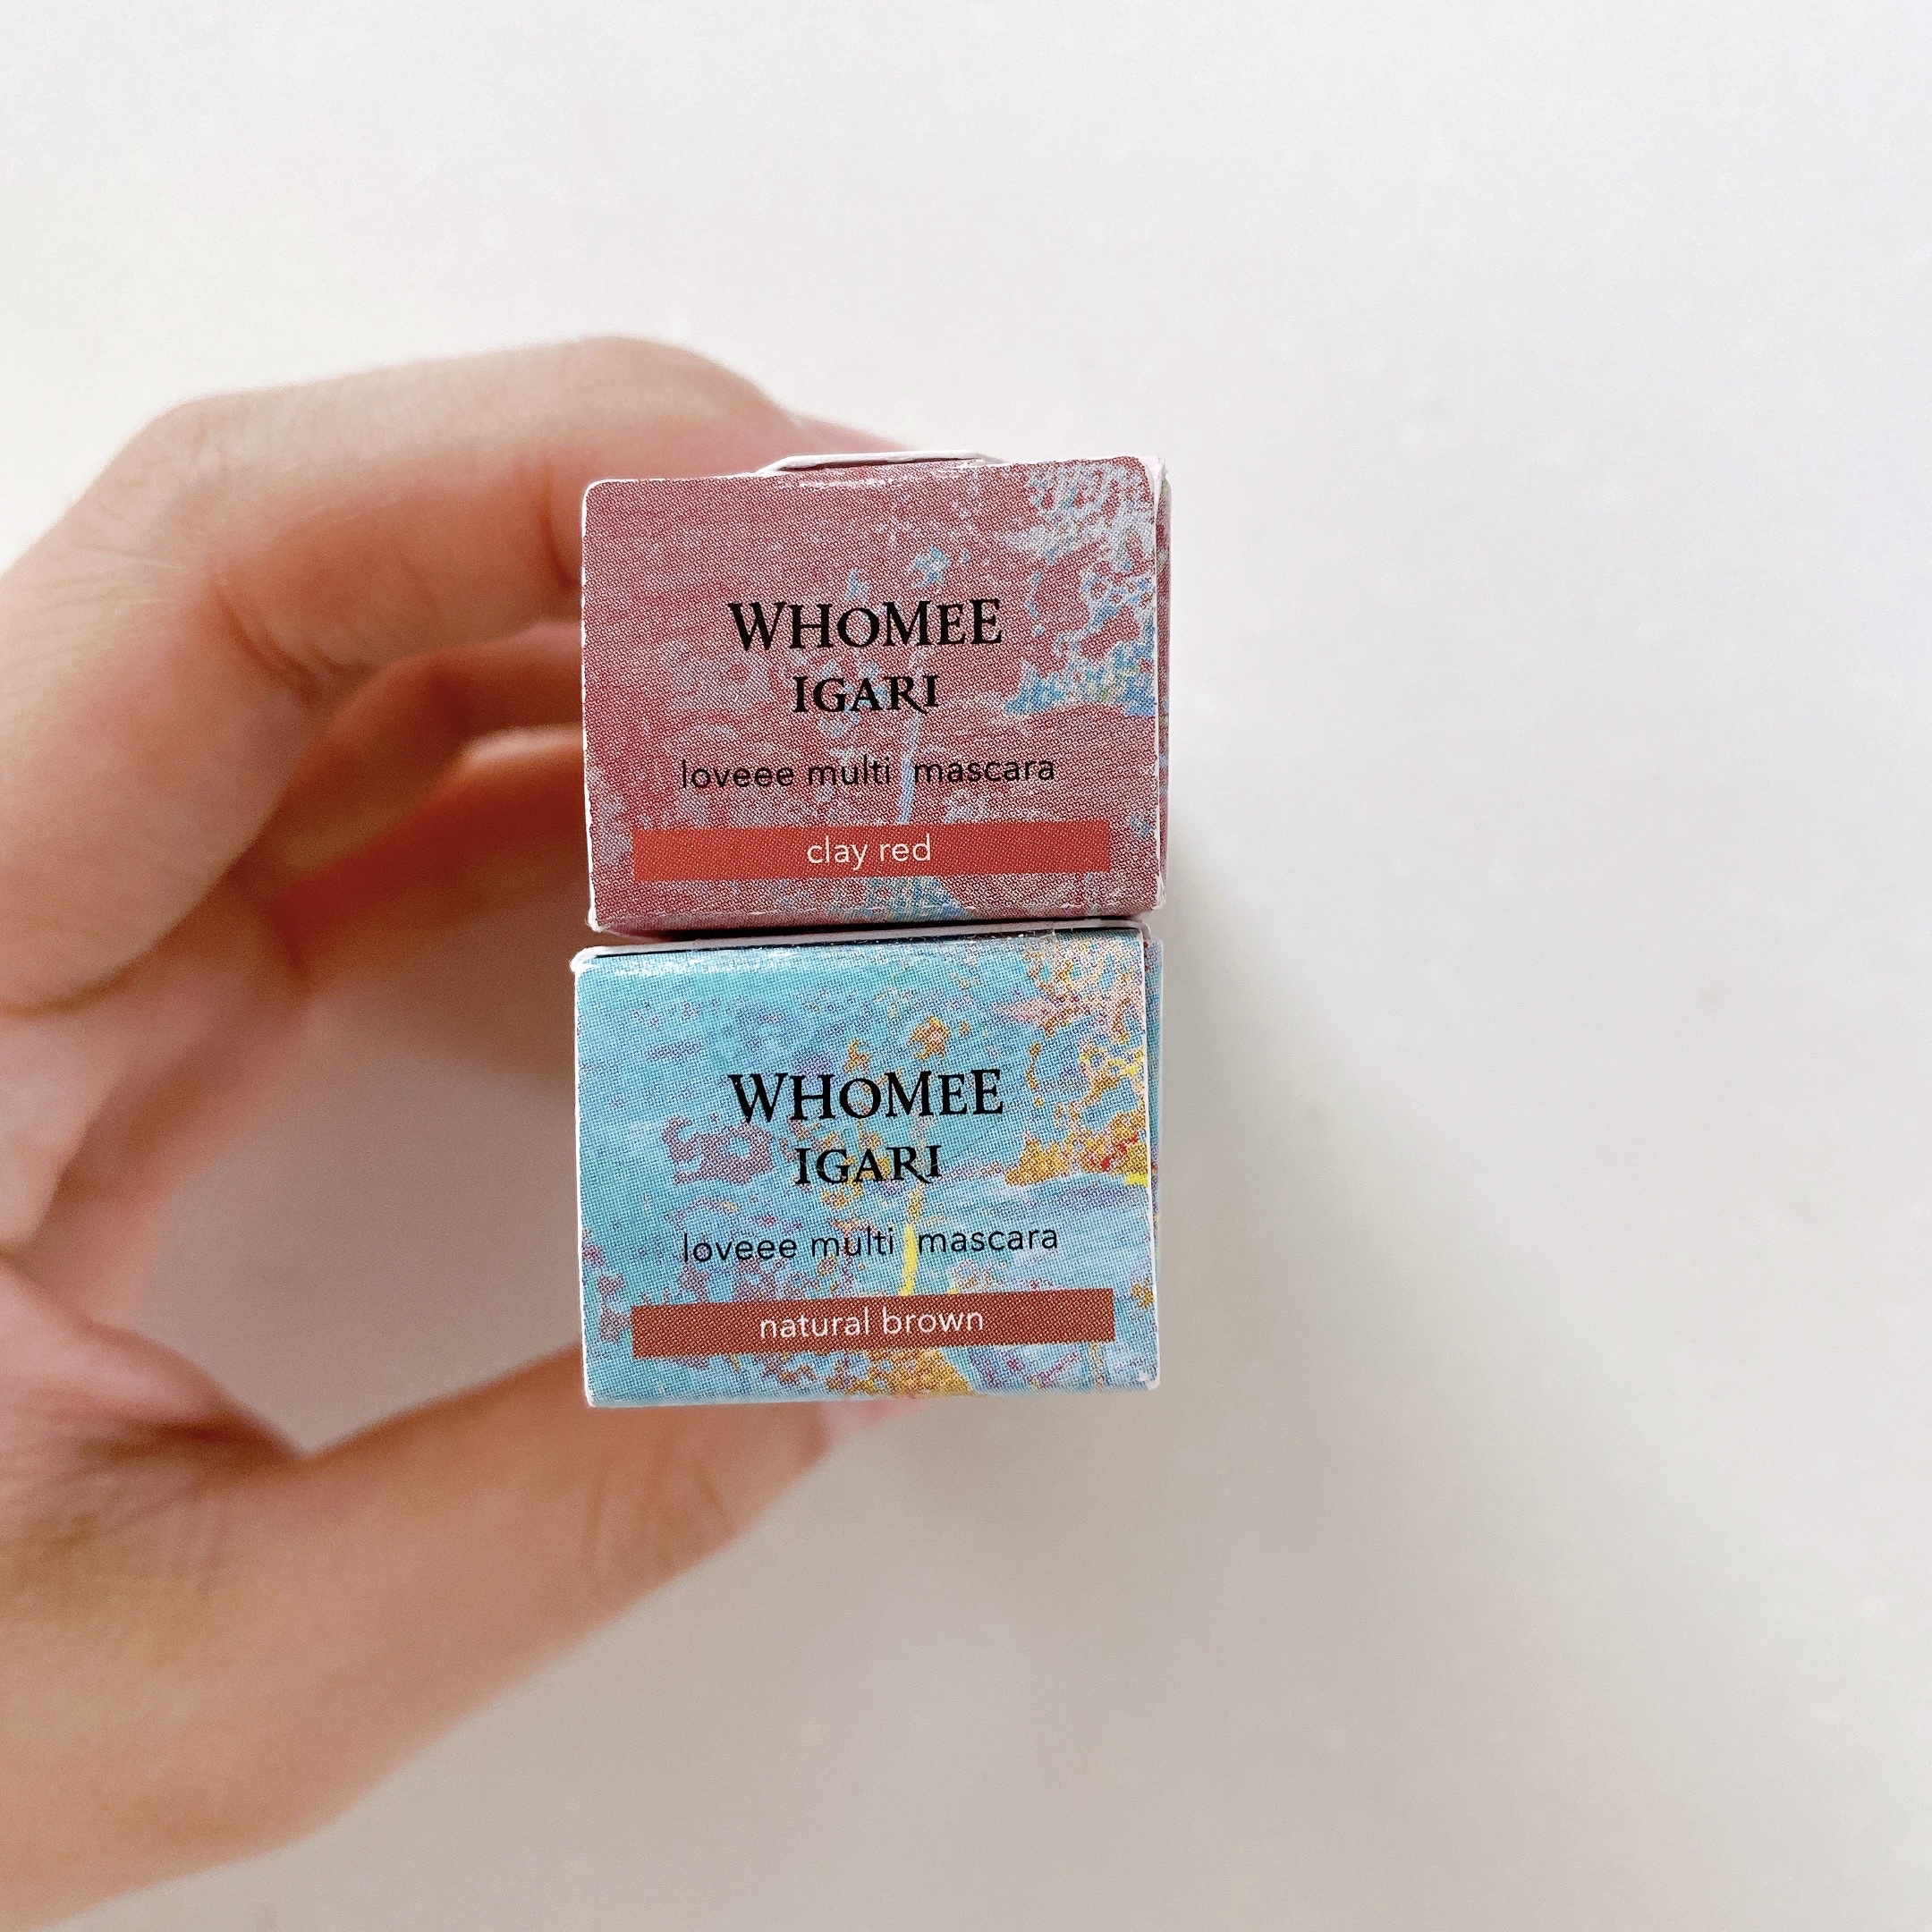 WHOMEE
IGARI
loveee multi mascara
clay red
WHOMEE
IGARI
loveee multi mascara
natural brown